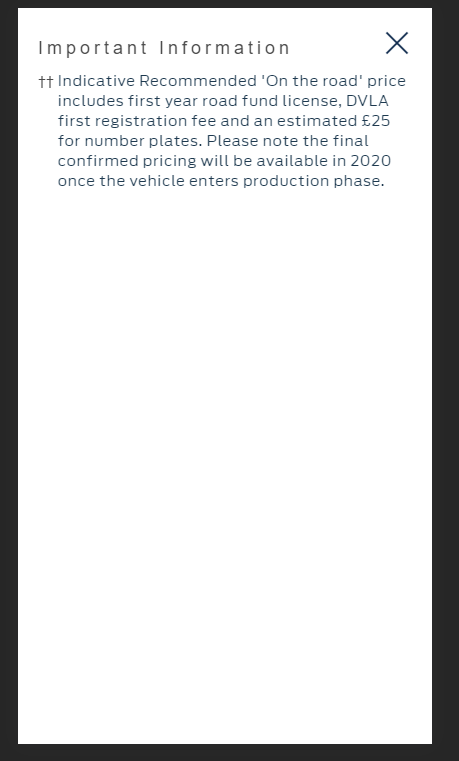 Important Information
†† Indicative Recommended 'On the road' price
includes first year road fund license, DVLA
first registration fee and an estimated £25
for number plates. Please note the final
confirmed pricing will be available in 2020
once the vehicle enters production phase.